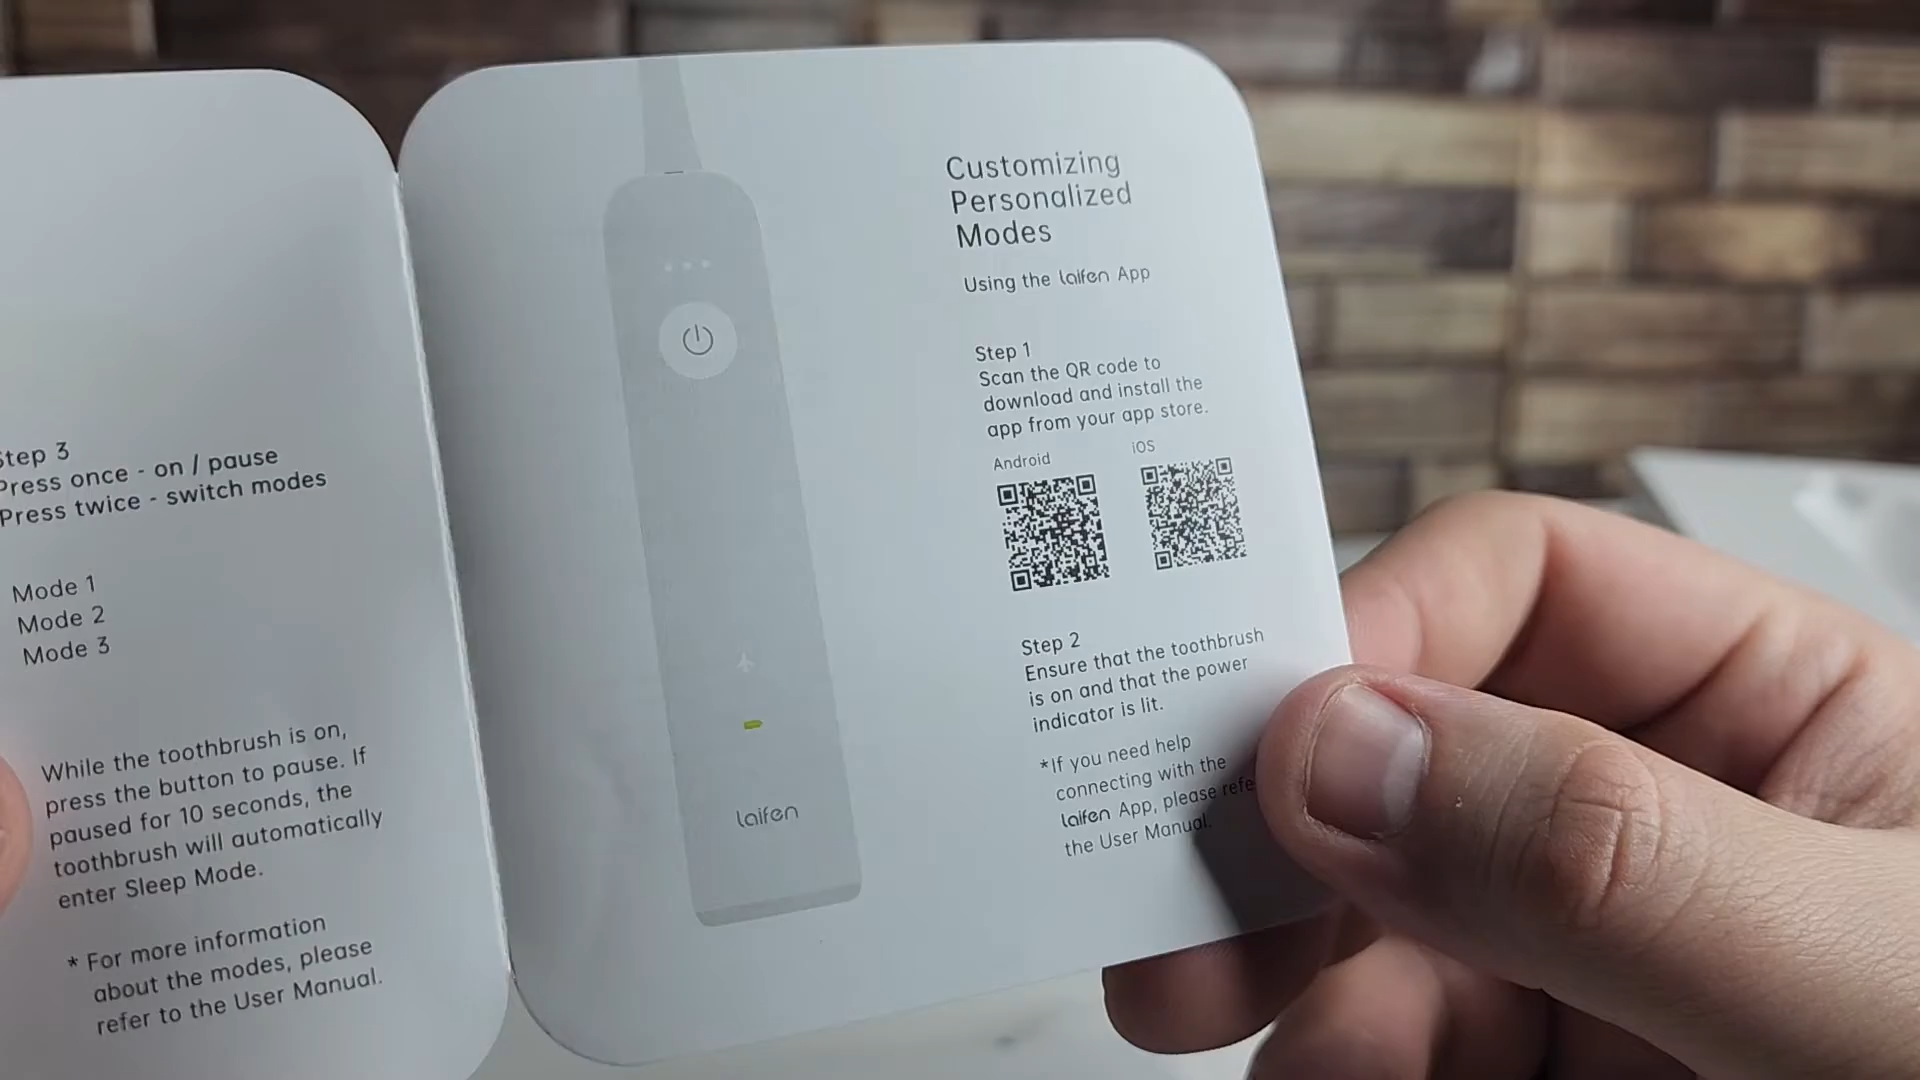 Step 3
Press once - on / pause
Press twice - switch modes
Mode 1
Mode 2
Mode 3
While the toothbrush is on,
press the button to pause. If
paused for 10 seconds, the
toothbrush will automatically
enter Sleep Mode.
* For more information
about the modes, please
refer to the User Manual.
laifen
Customizing
Personalized
Modes
Using the laifen App
Step 1
Scan the QR code to
download and install the
app from your app store.
Android
iOS
Step 2
Ensure that the toothbrush
is on and that the power
indicator is lit.
*If you need help
connecting with the
laifen App, please refe
the User Manual.